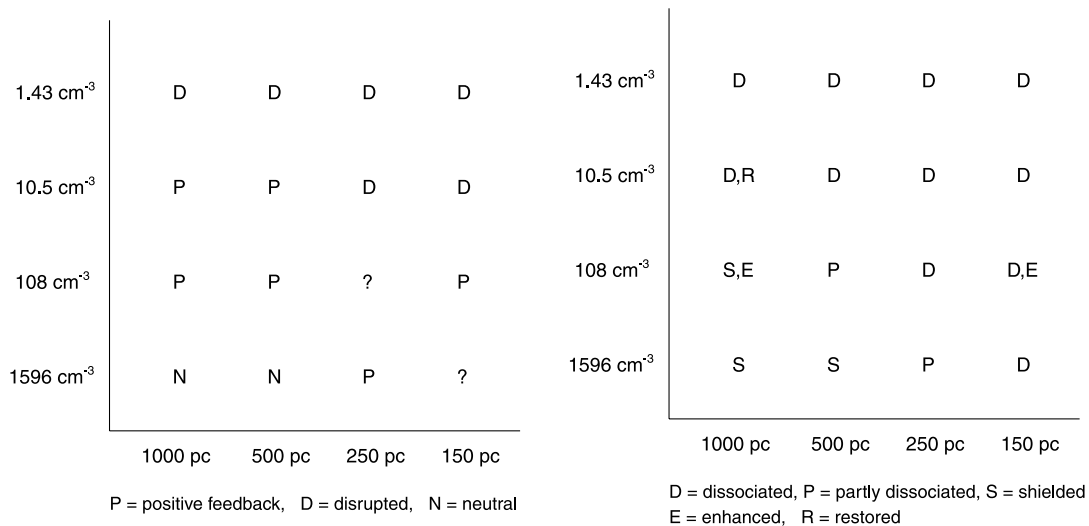 1.43 cm⁻³ D D D D
10.5 cm⁻³ P P D D
108 cm⁻³ P P ? P
1596 cm⁻³ N N P ?
1000 pc 500 pc 250 pc 150 pc
P = positive feedback, D = disrupted, N = neutral
1.43 cm⁻³ D D D D
10.5 cm⁻³ D,R D D D
108 cm⁻³ S,E P D D,E
1596 cm⁻³ S S P D
1000 pc 500 pc 250 pc 150 pc
D = dissociated, P = partly dissociated, S = shielded
E = enhanced, R = restored